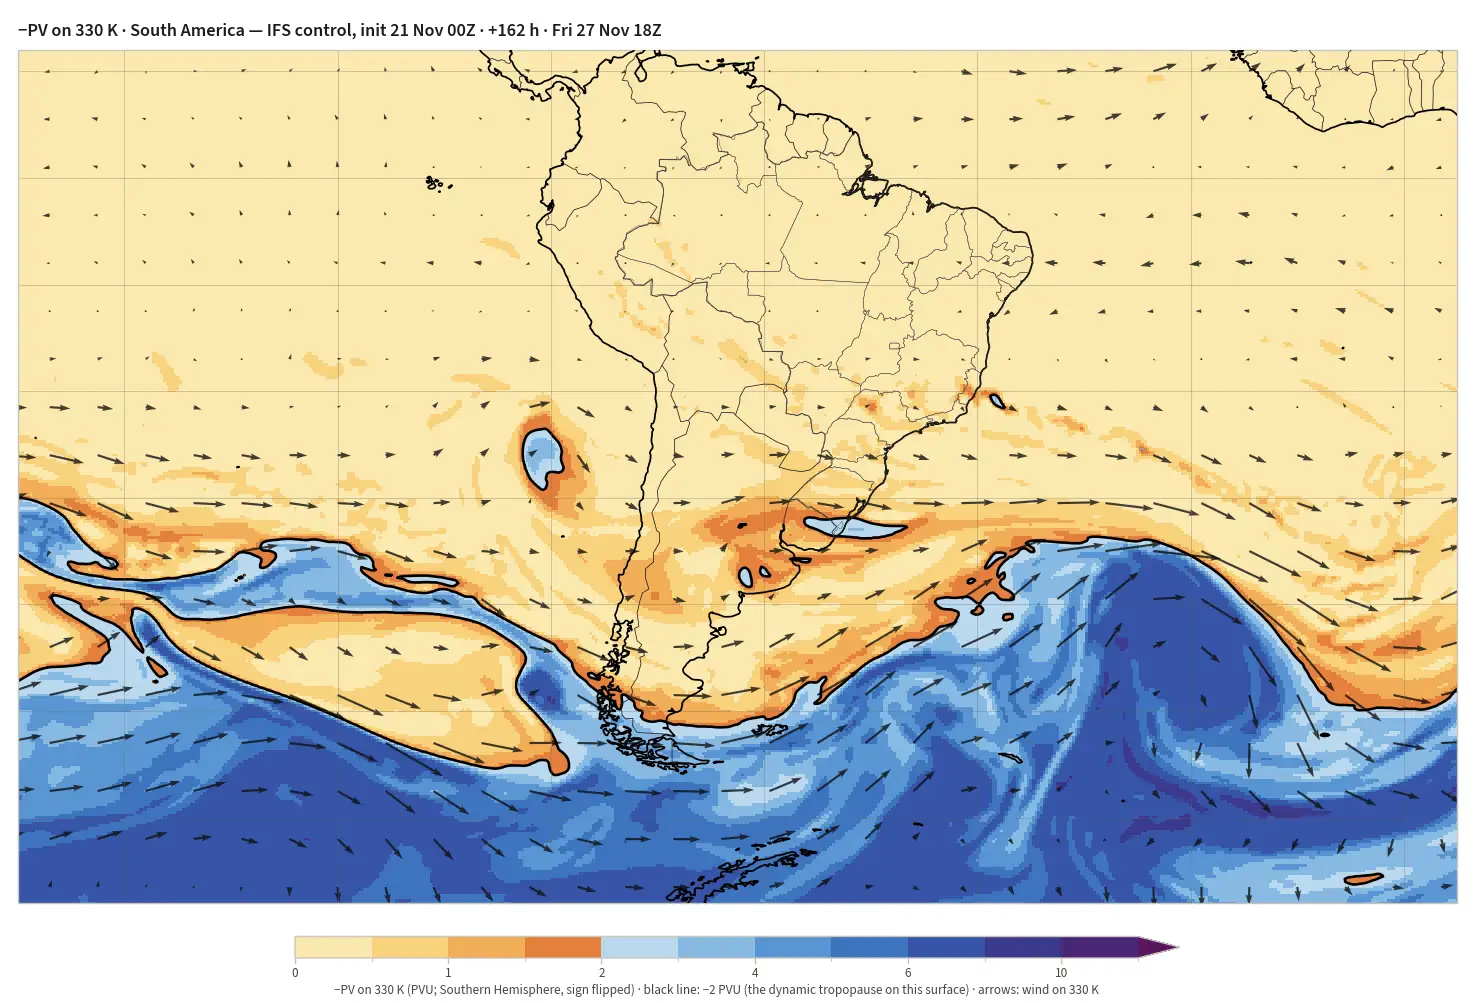 −PV on 330 K · South America — IFS control, init 21 Nov 00Z · +162 h · Fri 27 Nov 18Z
0 1 2 4 6 10
−PV on 330 K (PVU; Southern Hemisphere, sign flipped) · black line: −2 PVU (the dynamic tropopause on this surface) · arrows: wind on 330 K